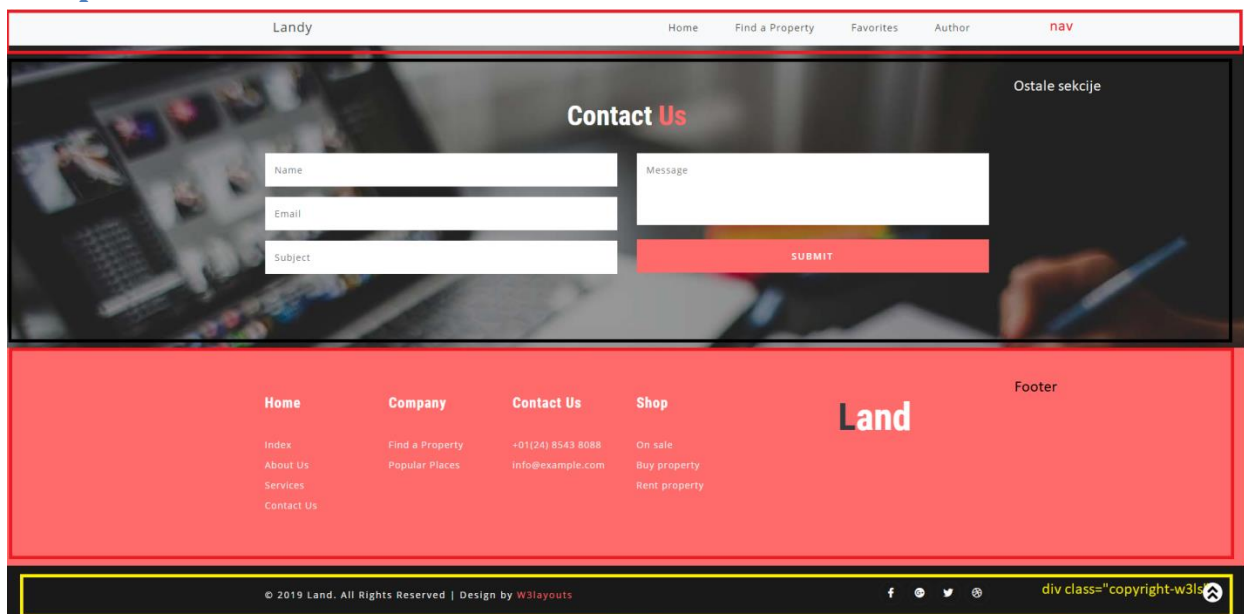 Landy Home Find a Property Favorites Author nav
Ostale sekcije
Contact Us
Name
Message
Email
Subject
SUBMIT
Footer
Home Company Contact Us Shop
Land
Index Find a Property +01(24) 8543 8088 On sale
About Us Popular Places info@example.com Buy property
Services Rent property
Contact Us
© 2019 Land. All Rights Reserved | Design by W3layouts
div class="copyright-w3ls"